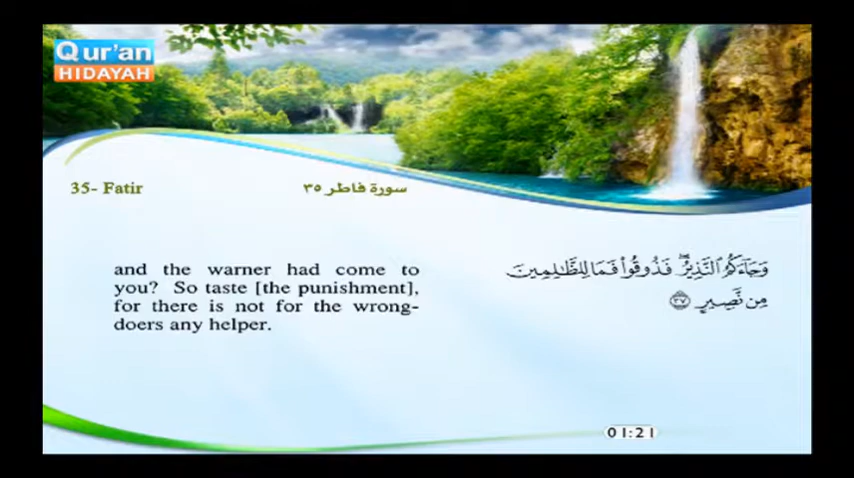 Qur'an
HIDAYAH
35- Fatir
سورة فاطر ٣٥
and the warner had come to
you? So taste [the punishment],
for there is not for the wrong-
doers any helper.
وَجَآءَكُمُ ٱلنَّذِيرُ ۖ فَذُوقُوا۟ فَمَا لِلظَّـٰلِمِينَ
مِن نَّصِيرٍ ٣٧
01:21